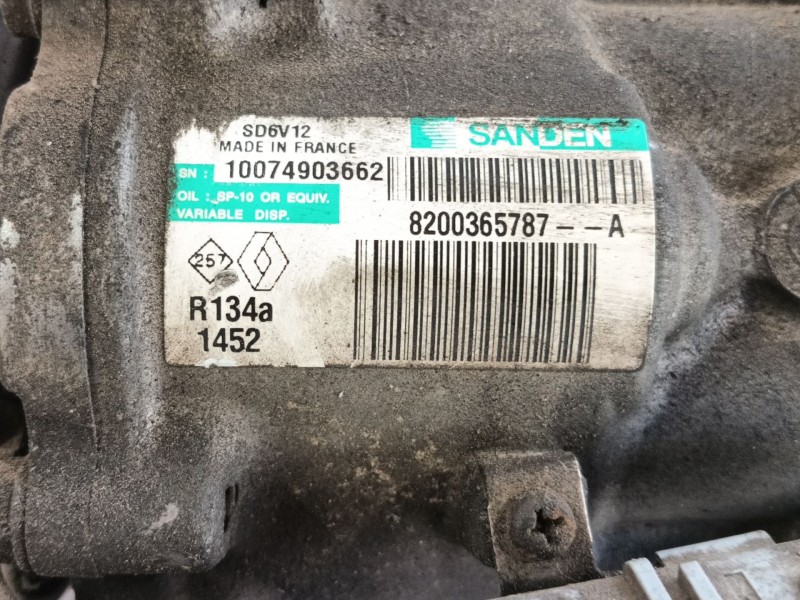 SD6V12
MADE IN FRANCE
SANDEN
SN : 10074903662
OIL : SP-10 OR EQUIV.
VARIABLE DISP.
8200365787--A
257
R134a
1452